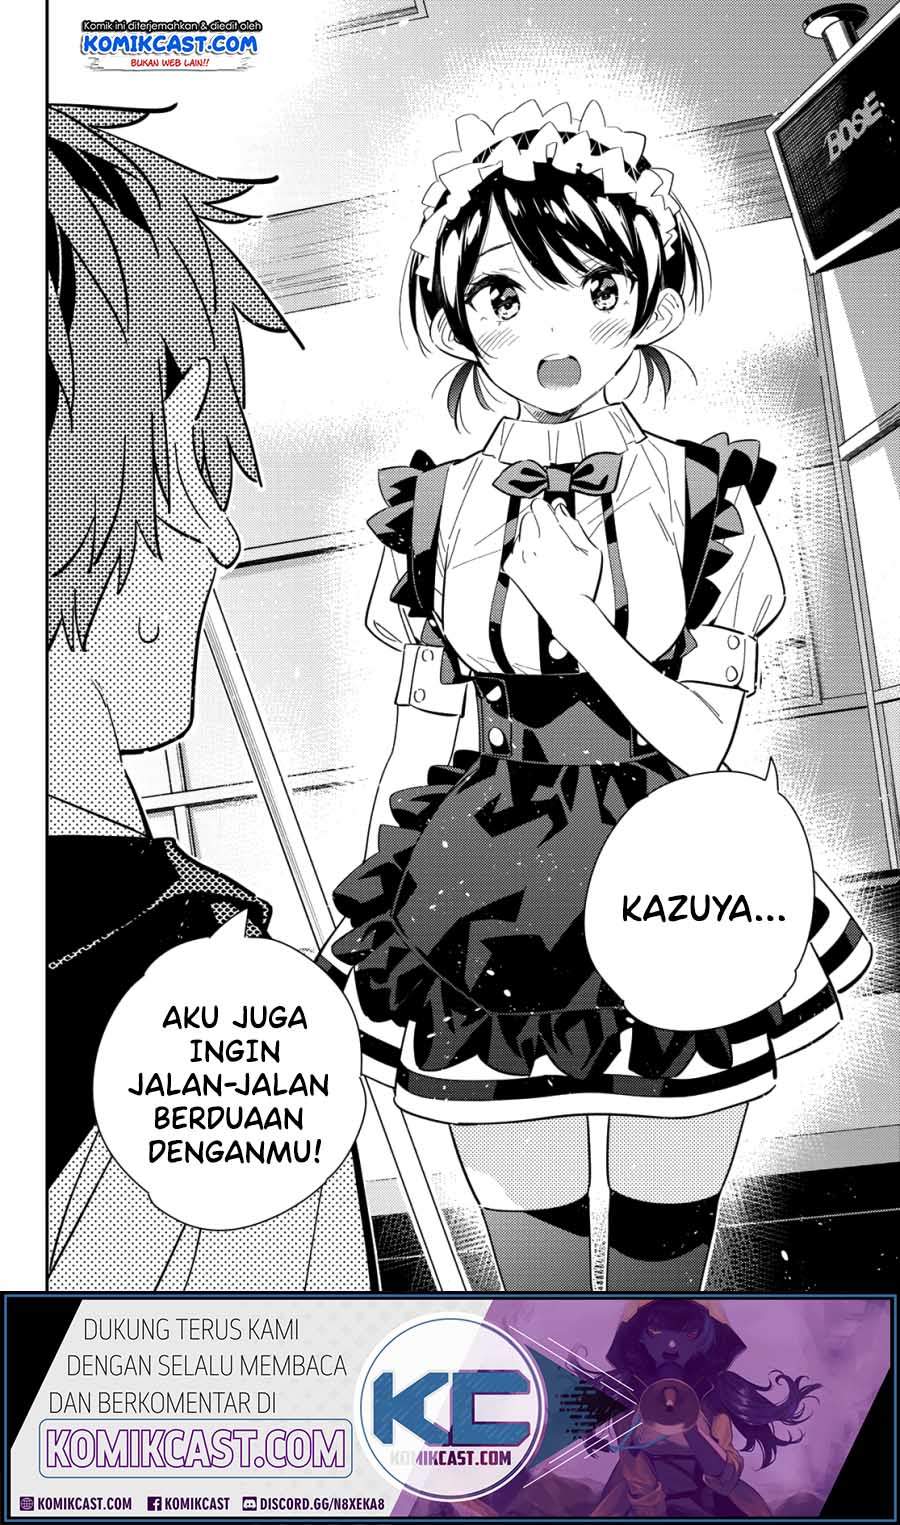 Komik ini diterjemahkan & diedit oleh
KOMIKCAST.COM
BUKAN WEB LAIN!!
BOSE.
KAZUYA...
AKU JUGA
INGIN
JALAN-JALAN
BERDUAAN
DENGANMU!
DUKUNG TERUS KAMI
DENGAN SELALU MEMBACA
DAN BERKOMENTAR DI
KOMIKCAST.COM
KC
KOMIKCAST.COM
KOMIKCAST.COM KOMIKCAST DISCORD.GG/N8XEKA8